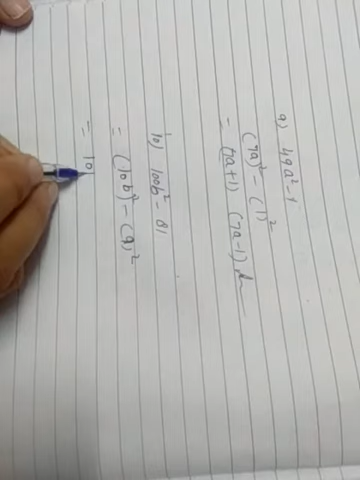 9) 49a²-1
(7a)² - (1)²
= (7a+1) (7a-1)
10) 100b² - 81
= (10b)² - (9)²
= 10